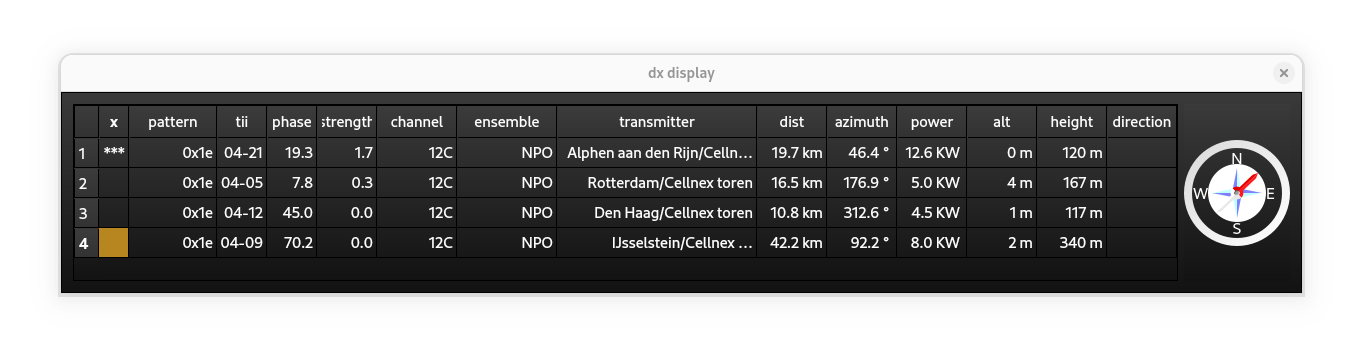 dx display
x pattern tii phase strength channel ensemble transmitter dist azimuth power alt height direction
1 *** 0x1e 04-21 19.3 1.7 12C NPO Alphen aan den Rijn/Celln... 19.7 km 46.4 ° 12.6 KW 0 m 120 m
2 0x1e 04-05 7.8 0.3 12C NPO Rotterdam/Cellnex toren 16.5 km 176.9 ° 5.0 KW 4 m 167 m
3 0x1e 04-12 45.0 0.0 12C NPO Den Haag/Cellnex toren 10.8 km 312.6 ° 4.5 KW 1 m 117 m
4 0x1e 04-09 70.2 0.0 12C NPO IJsselstein/Cellnex ... 42.2 km 92.2 ° 8.0 KW 2 m 340 m
N
W E
S